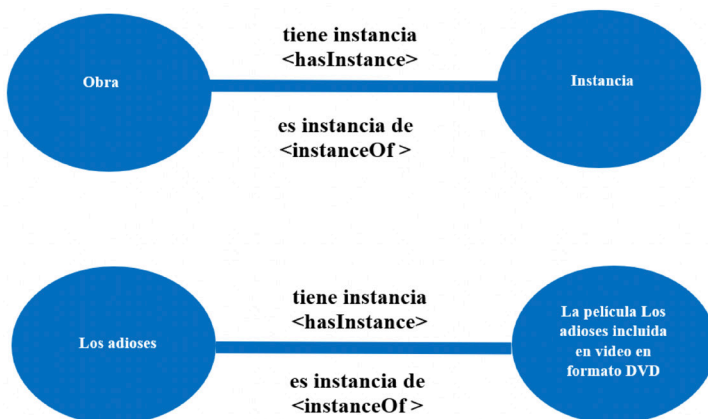 tiene instancia
<hasInstance>
Obra
Instancia
es instancia de
<instanceOf >
tiene instancia
<hasInstance>
Los adioses
La película Los
adioses incluida
en video en
formato DVD
es instancia de
<instanceOf >